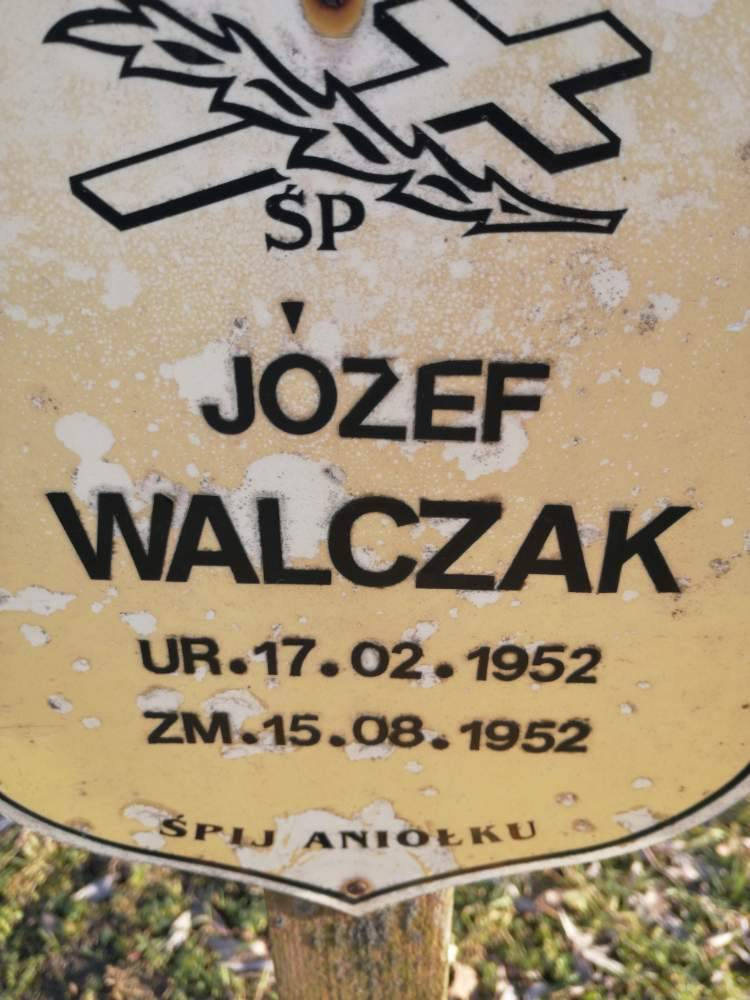 ŚP
JÓZEF
WALCZAK
UR.17.02.1952
ZM.15.08.1952
ŚPIJ ANIOŁKU